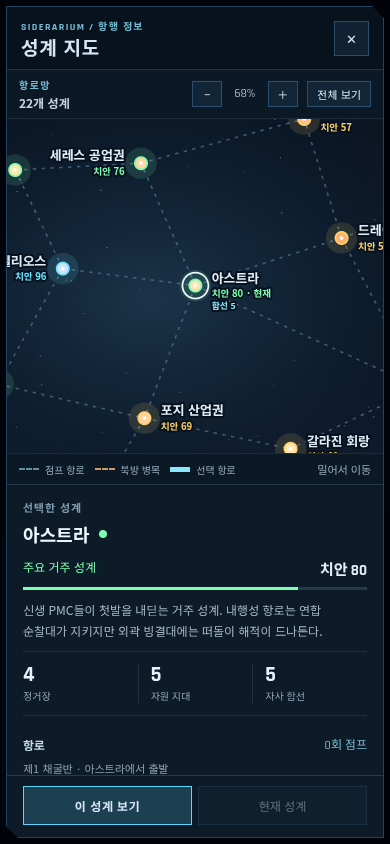 SIDERARIUM / 항행 정보
성계 지도
×
항로망
22개 성계
−
68%
+
전체 보기
치안 57
세레스 공업권
치안 76
리오스
치안 96
드레
치안 5
아스트라
치안 80 · 현재
함선 5
포지 산업권
치안 69
갈라진 회랑
점프 항로
북방 병목
선택 항로
밀어서 이동
선택한 성계
아스트라
주요 거주 성계
치안 80
신생 PMC들이 첫발을 내딛는 거주 성계. 내행성 항로는 연합
순찰대가 지키지만 외곽 빙결대에는 떠돌이 해적이 드나든다.
4
정거장
5
자원 지대
5
자사 함선
항로
0회 점프
제1 채굴반 · 아스트라에서 출발
이 성계 보기
현재 성계